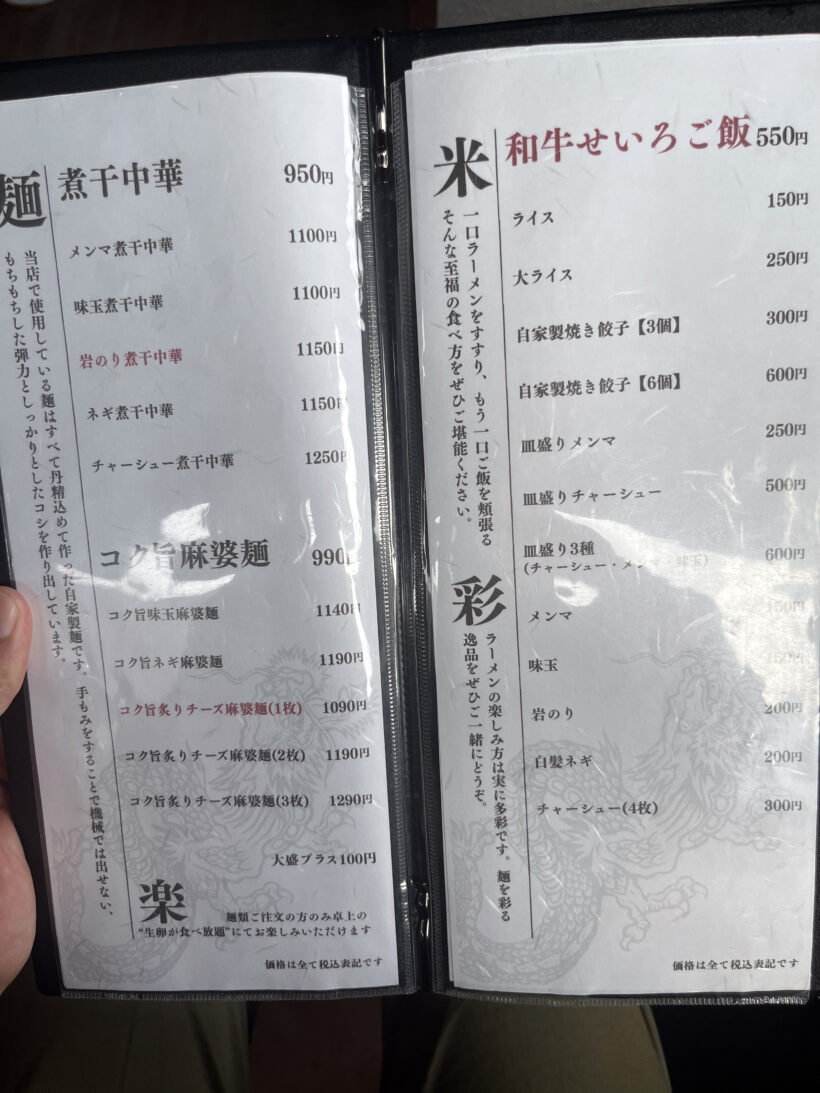 麺
煮干中華 950円
メンマ煮干中華 1100円
味玉煮干中華 1100円
岩のり煮干中華 1150円
ネギ煮干中華 1150円
チャーシュー煮干中華 1250円
当店で使用している麺はすべて丹精込めて作った自家製麺です。手もみをすることで機械では出せない、
もちもちした弾力としっかりとしたコシを作り出しています。
コク旨麻婆麺 990円
コク旨味玉麻婆麺 1140円
コク旨ネギ麻婆麺 1190円
コク旨炙りチーズ麻婆麺(1枚) 1090円
コク旨炙りチーズ麻婆麺(2枚) 1190円
コク旨炙りチーズ麻婆麺(3枚) 1290円
大盛プラス100円
楽
麺類ご注文の方のみ卓上の
“生卵が食べ放題”にてお楽しみいただけます
価格は全て税込表記です
米
和牛せいろご飯 550円
ライス 150円
大ライス 250円
自家製焼き餃子【3個】 300円
自家製焼き餃子【6個】 600円
皿盛りメンマ 250円
皿盛りチャーシュー 500円
皿盛り3種 600円
(チャーシュー・メンマ・味玉)
一口ラーメンをすすり、もう一口ご飯を頬張る
そんな至福の食べ方をぜひご堪能ください。
彩
メンマ
味玉
岩のり 200円
白髪ネギ 200円
チャーシュー(4枚) 300円
ラーメンの楽しみ方は実に多彩です。麺を彩る
逸品をぜひご一緒にどうぞ。
価格は全て税込表記です